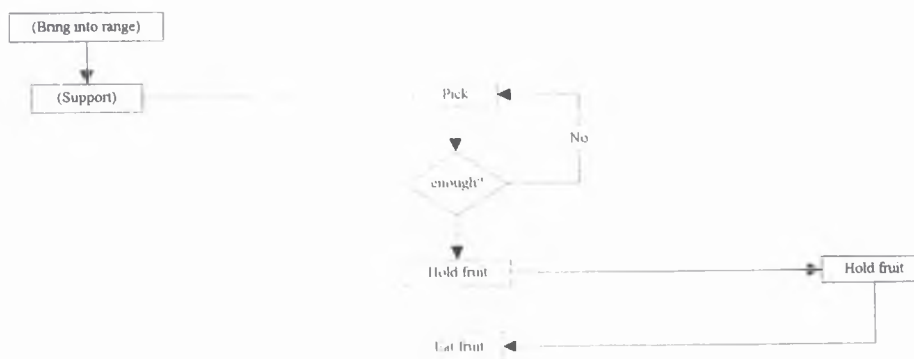 (Bring into range)
(Support)
Pick
No
enough?
Hold fruit
Hold fruit
Eat fruit